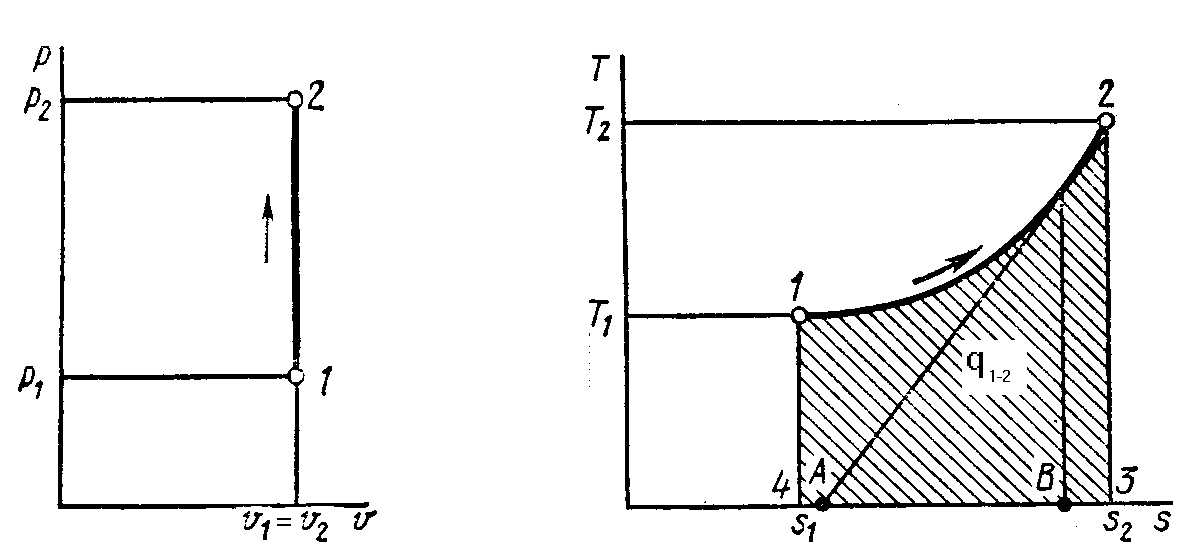 p
p₂
2
p₁
1
v₁ = v₂ v
T
T₂
2
1
T₁
q₁₋₂
4 A B 3
s₁ s₂ s